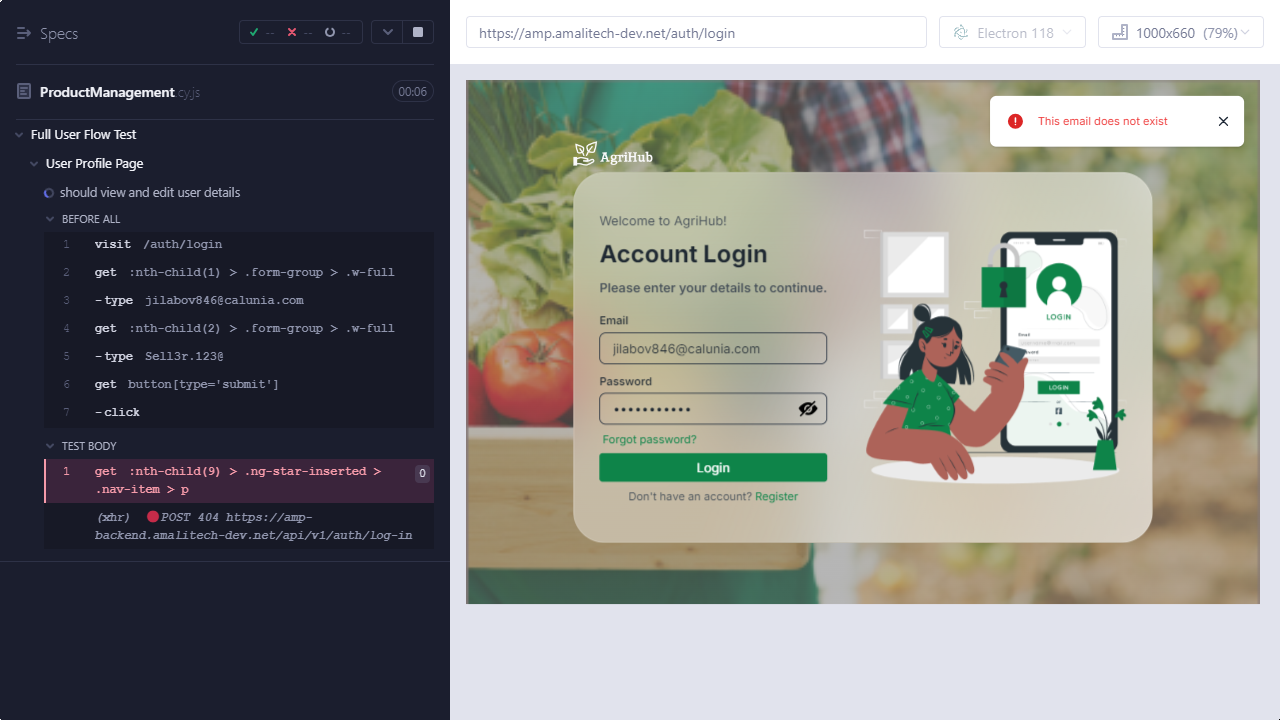 Specs
-- -- --
https://amp.amalitech-dev.net/auth/login
Electron 118
1000x660 (79%)
ProductManagement.cy.js
00:06
Full User Flow Test
User Profile Page
should view and edit user details
BEFORE ALL
1 visit /auth/login
2 get :nth-child(1) > .form-group > .w-full
3 -type jilabov846@calunia.com
4 get :nth-child(2) > .form-group > .w-full
5 -type Sell3r.123@
6 get button[type='submit']
7 -click
TEST BODY
1 get :nth-child(9) > .ng-star-inserted >
.nav-item > p
0
(xhr) POST 404 https://amp-
backend.amalitech-dev.net/api/v1/auth/log-in
This email does not exist
AgriHub
Welcome to AgriHub!
Account Login
Please enter your details to continue.
Email
jilabov846@calunia.com
Password
•••••••••••
Forgot password?
Login
Don't have an account? Register
LOGIN
Email
LOGIN